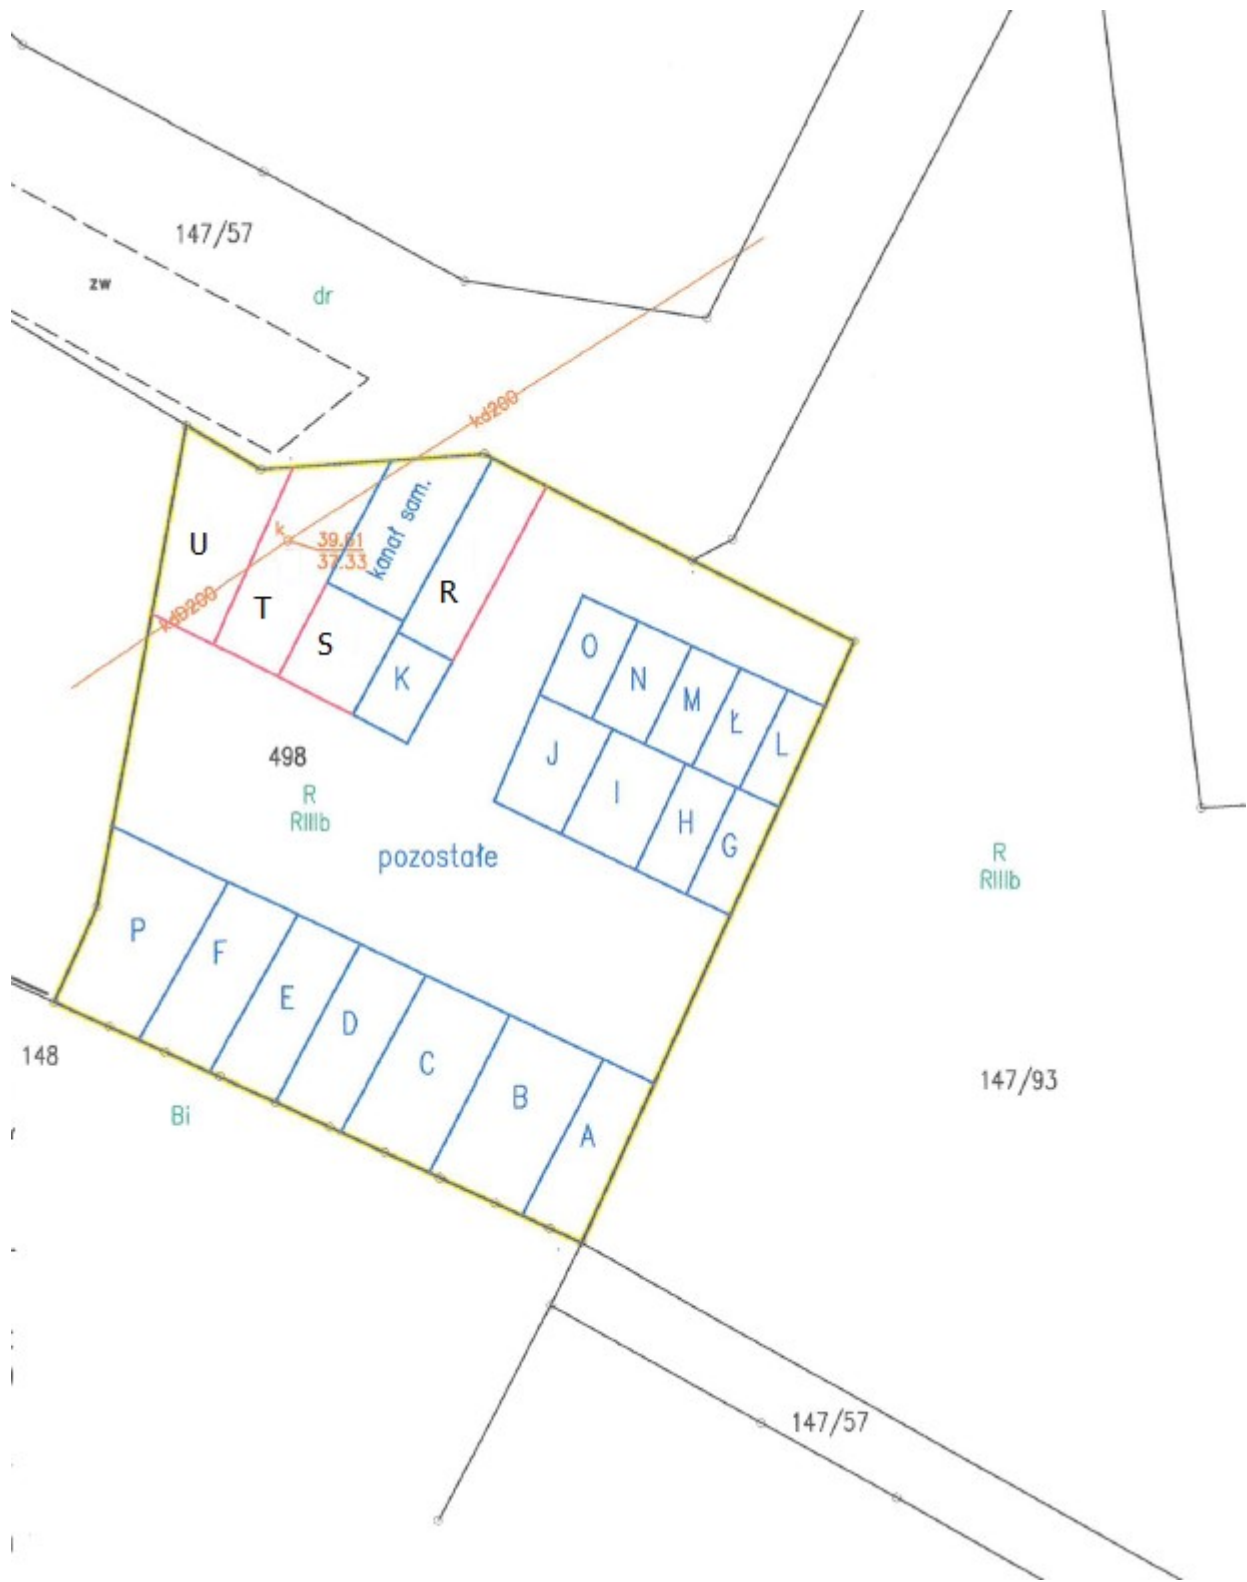 147/57
zw
dr
kd200
kanał sam.
k
39.61
37.33
U
kd0200
T
R
S
K
O
N
M
Ł
L
J
I
H
G
498
R
RIIIb
pozostałe
R
RIIIb
P
F
E
D
C
B
A
148
Bi
147/93
147/57